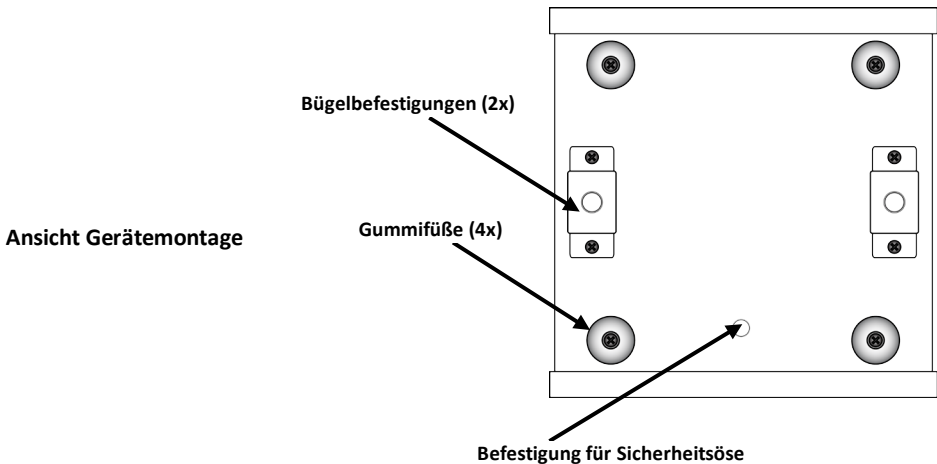 Bügelbefestigungen (2x)
Gummifüße (4x)
Ansicht Gerätemontage
Befestigung für Sicherheitsöse